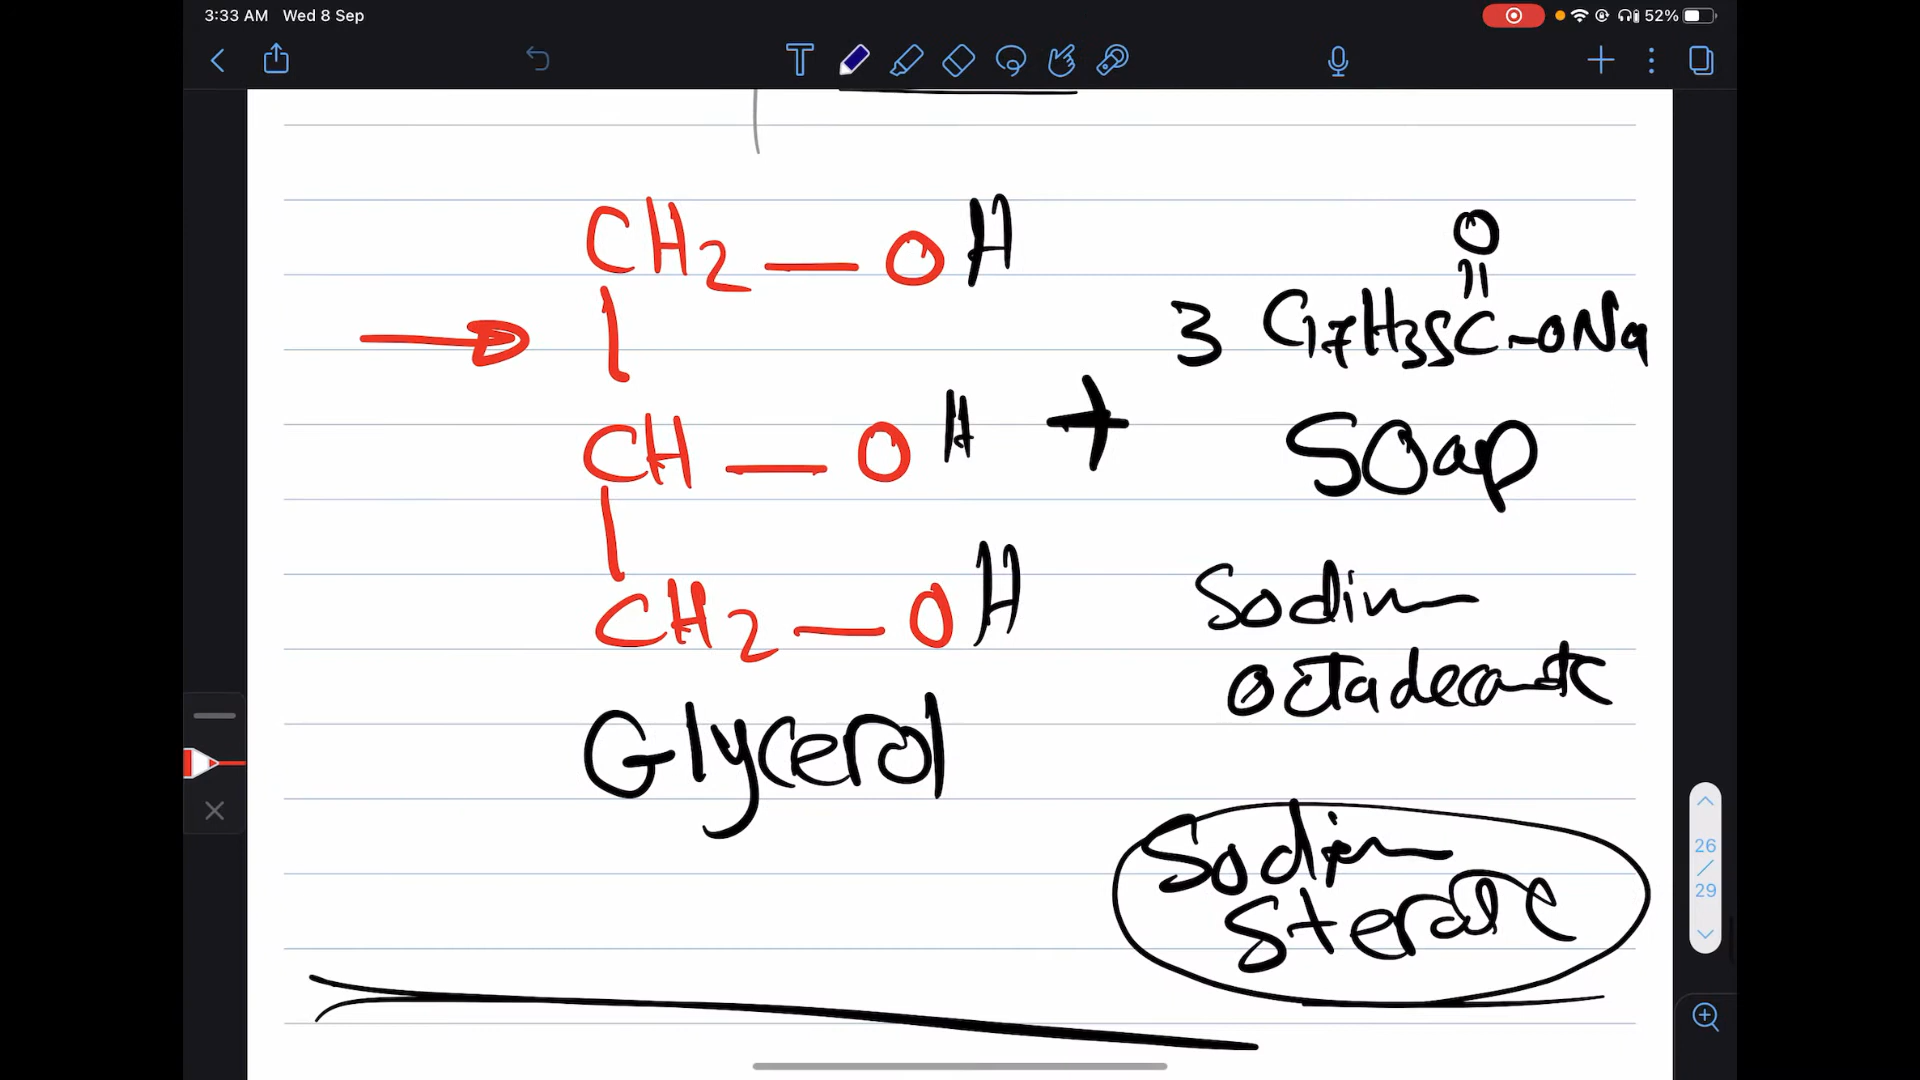 3:33 AM Wed 8 Sep
52%
T
CH2 — OH
O
3 C17H35C-ONa
CH — OH + Soap
CH2 — OH
Sodium
octadecanoate
Glycerol
Sodium
sterate
26
29